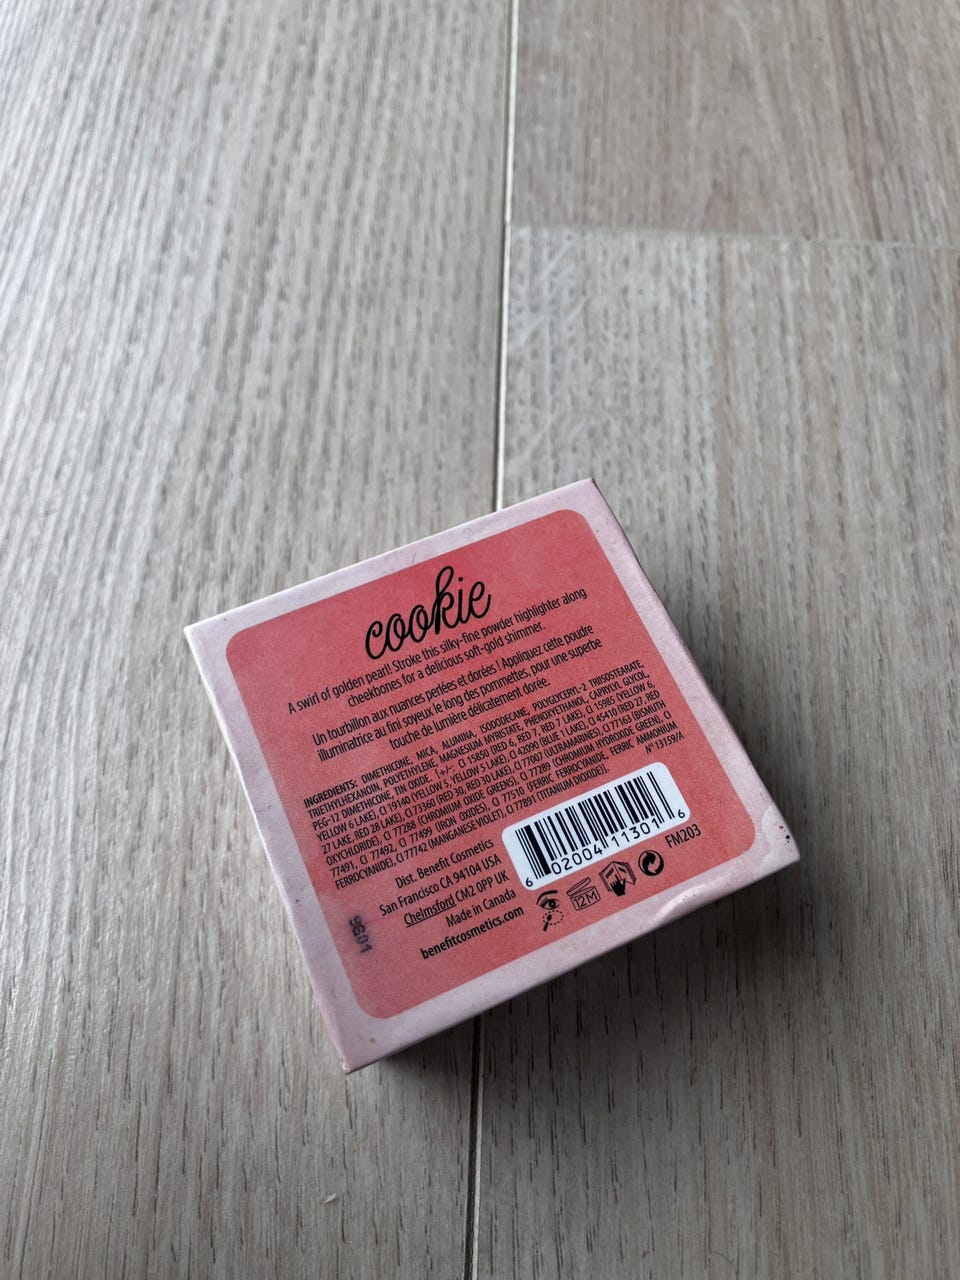 cookie
A swirl of golden pearl! Stroke this silky-fine powder highlighter along
cheekbones for a delicious soft-gold shimmer.
Un tourbillon aux nuances perlées et dorées ! Appliquez cette poudre
illuminatrice au fini soyeux le long des pommettes, pour une superbe
touche de lumière délicatement dorée.
INGREDIENTS: DIMETHICONE, MICA, ALUMINA, ISODODECANE, POLYGLYCERYL-2 TRIISOSTEARATE,
TRIETHYLHEXANOIN, POLYETHYLENE, MAGNESIUM MYRISTATE, PHENOXYETHANOL, CAPRYLYL GLYCOL,
PEG-12 DIMETHICONE, TIN OXIDE. [+/-: CI 15850 (RED 6, RED 7, RED 7 LAKE), CI 15985 (YELLOW 6,
YELLOW 6 LAKE), CI 19140 (YELLOW 5, YELLOW 5 LAKE), CI 42090 (BLUE 1 LAKE), CI 45410 (RED 27, RED
27 LAKE, RED 28 LAKE), CI 73360 (RED 30, RED 30 LAKE), CI 77007 (ULTRAMARINES), CI 77163 (BISMUTH
OXYCHLORIDE), CI 77288 (CHROMIUM OXIDE GREENS), CI 77289 (CHROMIUM HYDROXIDE GREEN), CI
77491, CI 77492, CI 77499 (IRON OXIDES), CI 77510 (FERRIC FERROCYANIDE, FERRIC AMMONIUM
FERROCYANIDE), CI 77742 (MANGANESE VIOLET), CI 77891 (TITANIUM DIOXIDE)]. N° 13159/A
Dist. Benefit Cosmetics
San Francisco CA 94104 USA
Chelmsford CM2 0PP UK
Made in Canada
benefitcosmetics.com
6 02004 11301 6
FM203
12M
9G01